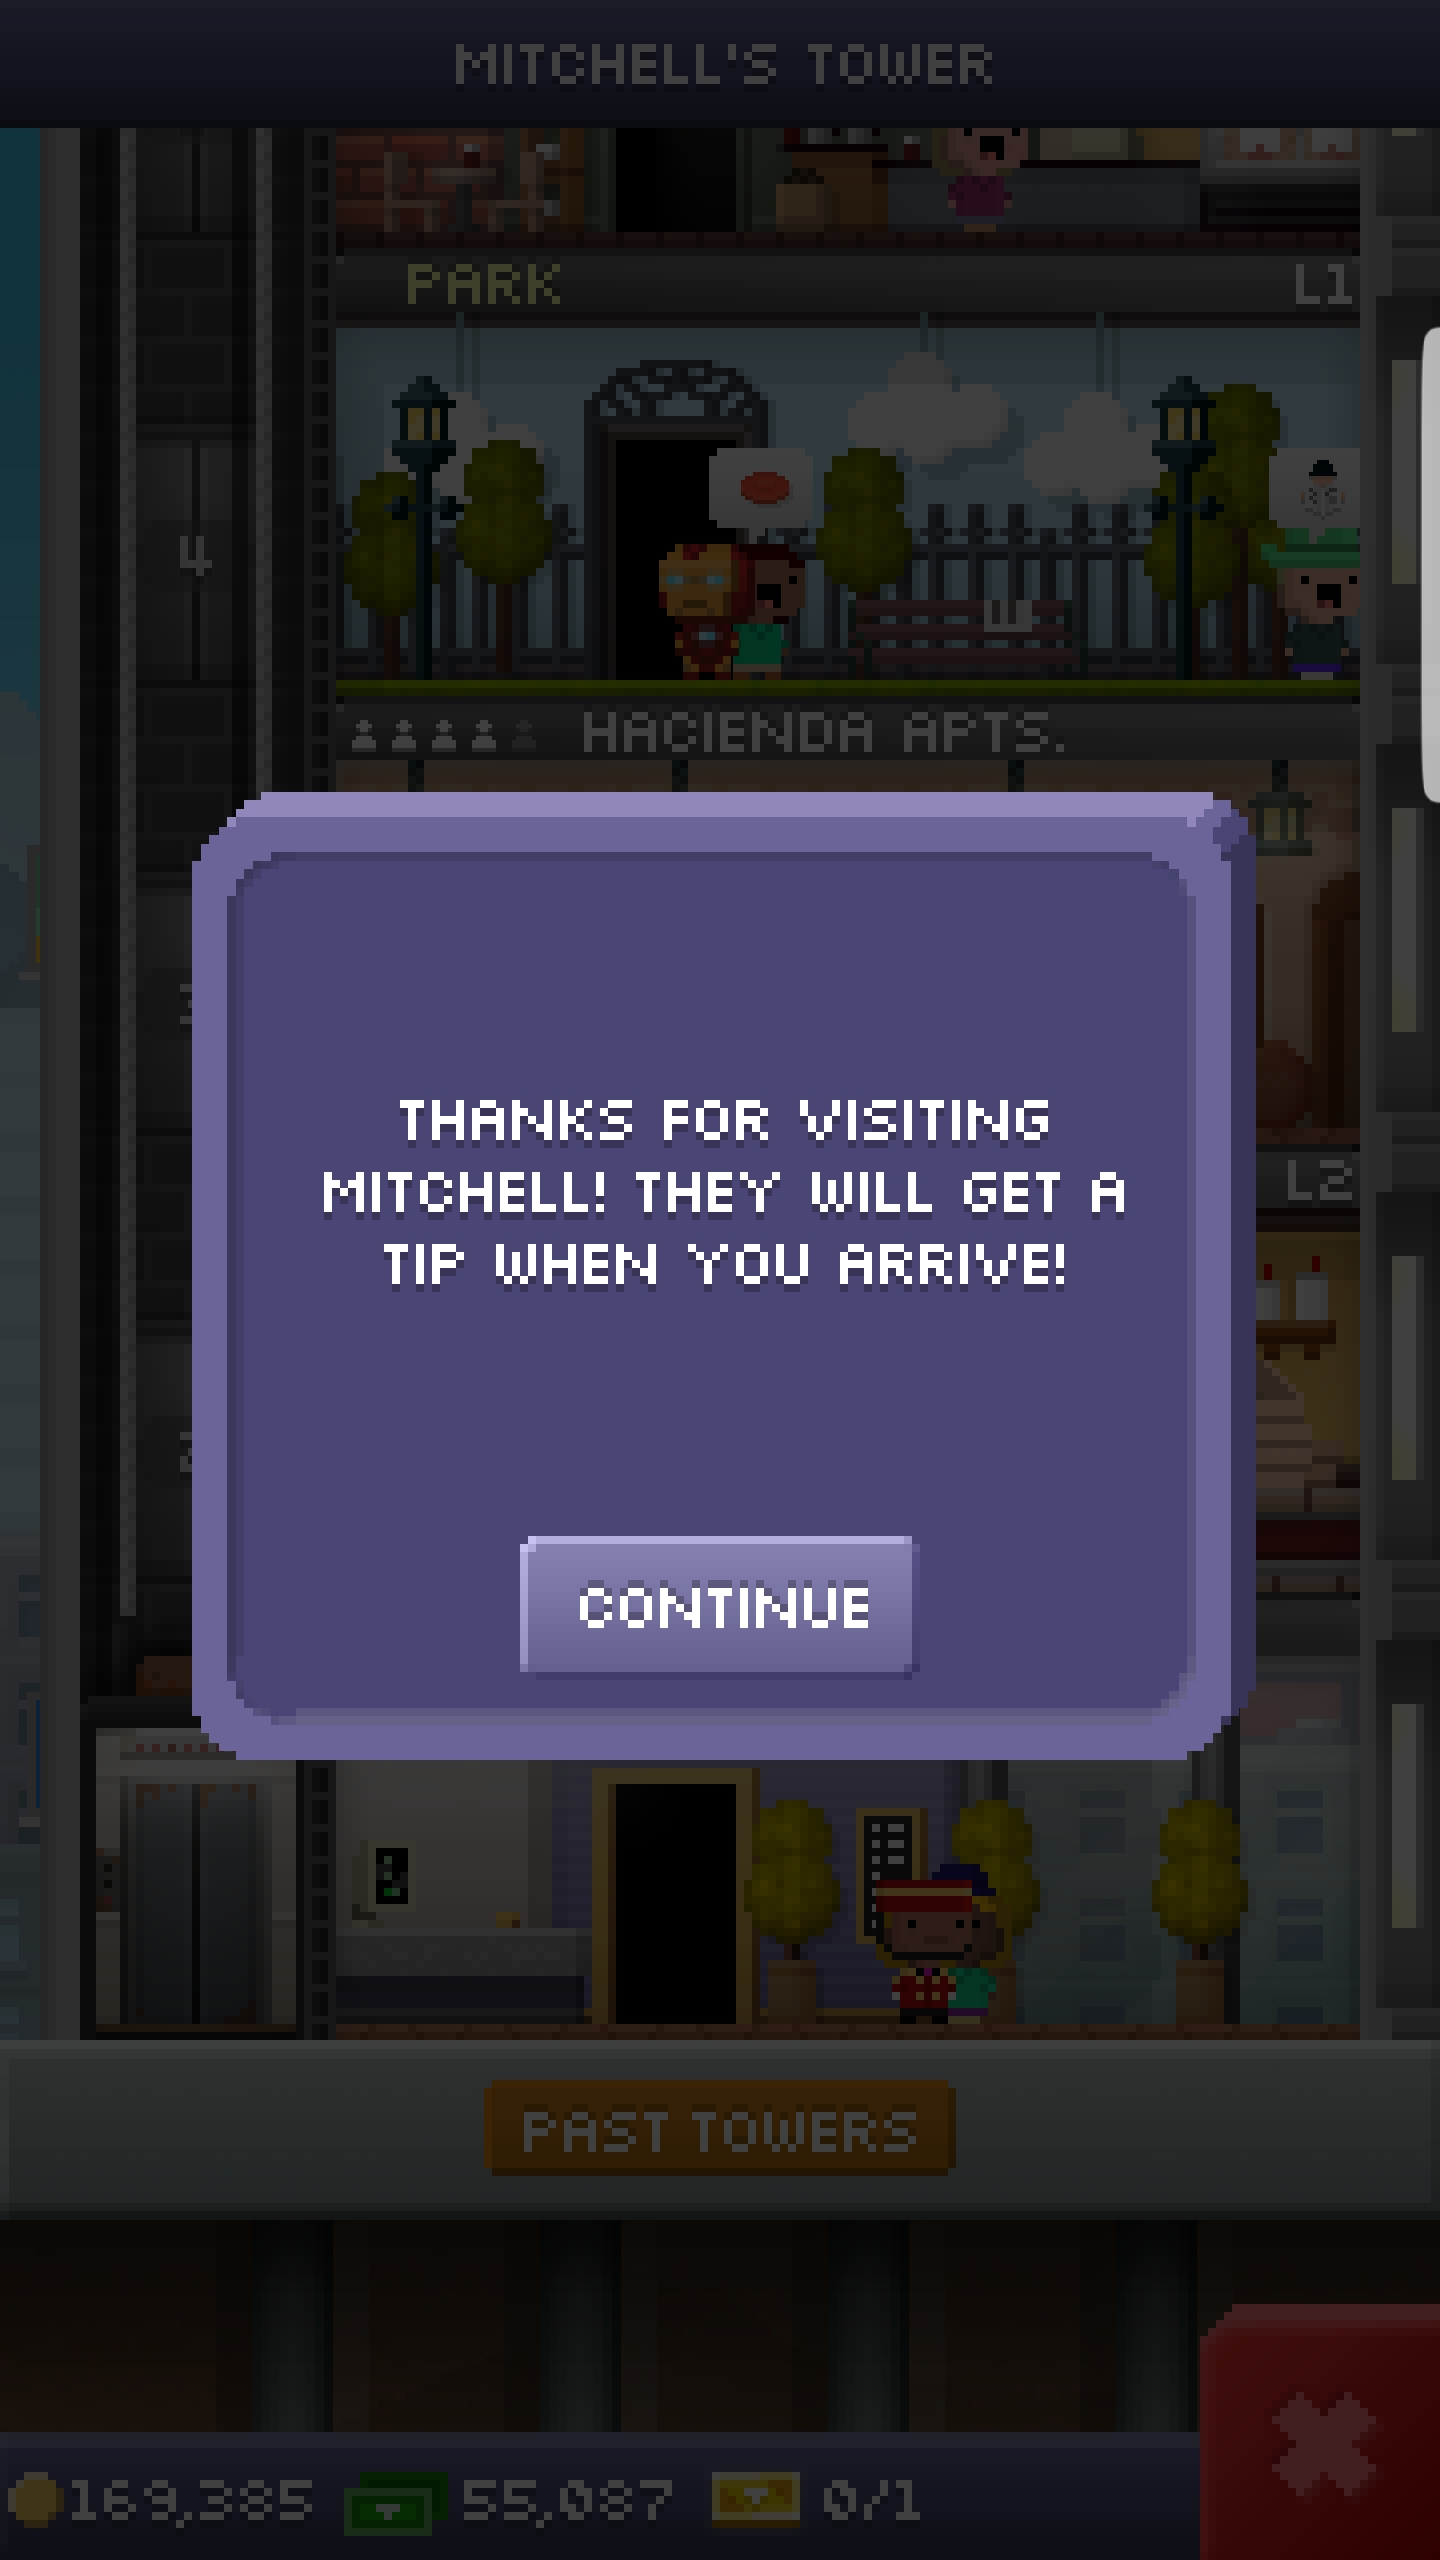 MITCHELL'S TOWER
PARK
L1
4
HACIENDA APTS.
L2
THANKS FOR VISITING
MITCHELL! THEY WILL GET A
TIP WHEN YOU ARRIVE!
CONTINUE
PAST TOWERS
169,385
55,087
0/1